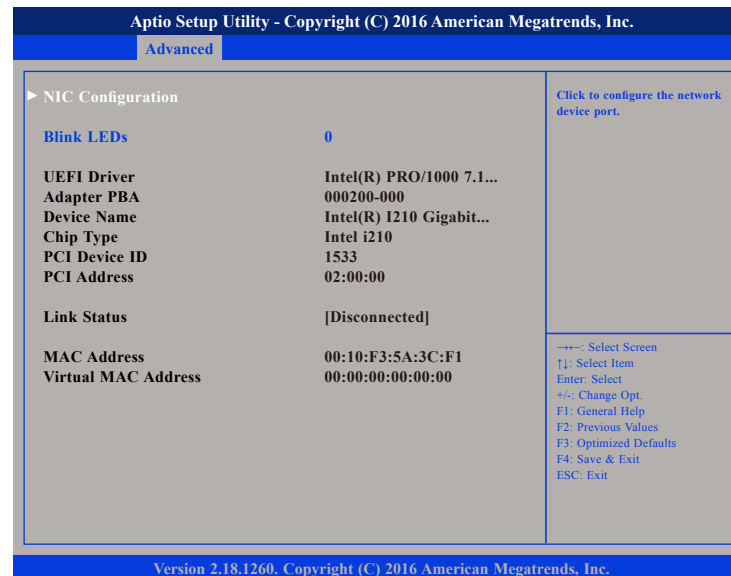 Aptio Setup Utility - Copyright (C) 2016 American Megatrends, Inc.
Advanced
► NIC Configuration
Blink LEDs 0
UEFI Driver Intel(R) PRO/1000 7.1...
Adapter PBA 000200-000
Device Name Intel(R) I210 Gigabit...
Chip Type Intel i210
PCI Device ID 1533
PCI Address 02:00:00
Link Status [Disconnected]
MAC Address 00:10:F3:5A:3C:F1
Virtual MAC Address 00:00:00:00:00:00
Click to configure the network
device port.
→←: Select Screen
↑↓: Select Item
Enter: Select
+/-: Change Opt.
F1: General Help
F2: Previous Values
F3: Optimized Defaults
F4: Save & Exit
ESC: Exit
Version 2.18.1260. Copyright (C) 2016 American Megatrends, Inc.